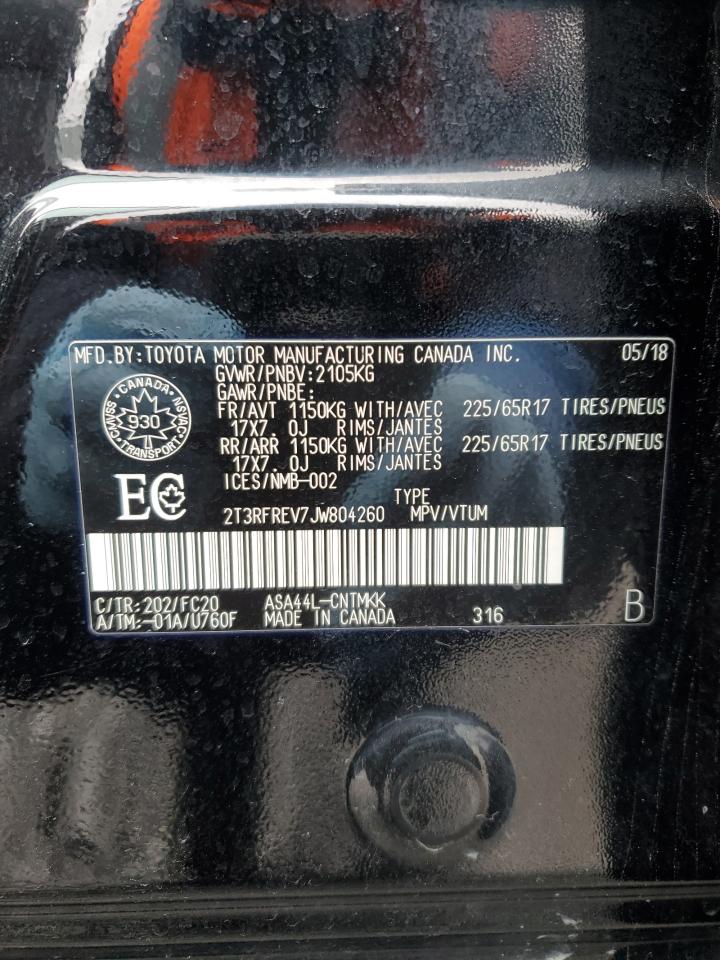 MFD.BY:TOYOTA MOTOR MANUFACTURING CANADA INC. 05/18
GVWR/PNBV:2105KG
GAWR/PNBE:
FR/AVT 1150KG WITH/AVEC 225/65R17 TIRES/PNEUS
17X7.0J RIMS/JANTES
RR/ARR 1150KG WITH/AVEC 225/65R17 TIRES/PNEUS
17X7.0J RIMS/JANTES
ICES/NMB-002
CANADA
CMVSS
NSVAC
930
TRANSPORT
EC
TYPE
2T3RFREV7JW804260 MPV/VTUM
C/TR:202/FC20 ASA44L-CNTMKK
A/TM:-01A/U760F MADE IN CANADA 316 B